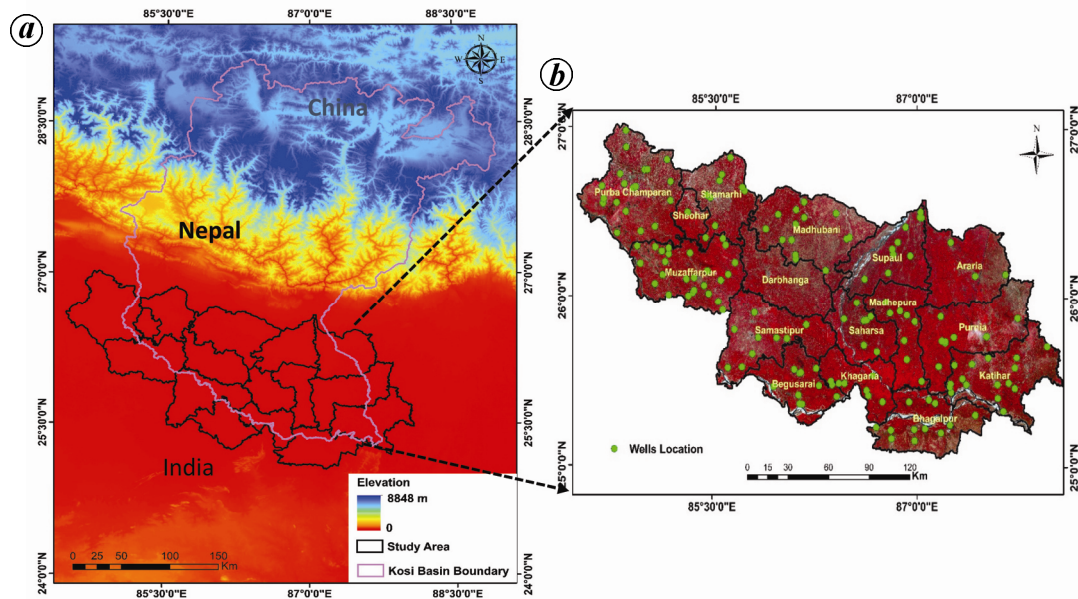 a
85°30'0"E 87°0'0"E 88°30'0"E
N
W E
S
China
28°30'0"N 28°30'0"N
Nepal
27°0'0"N 27°0'0"N
25°30'0"N 25°30'0"N
India
24°0'0"N 24°0'0"N
Elevation
8848 m
0
Study Area
Kosi Basin Boundary
0 25 50 100 150
Km
85°30'0"E 87°0'0"E 88°30'0"E
b
85°30'0"E 87°0'0"E
27°0'0"N 27°0'0"N
N
Purba Champaran
Sitamarhi
Sheohar
Madhubani
Supaul
Araria
Muzaffarpur
Darbhanga
26°0'0"N 26°0'0"N
Madhepura
Samastipur
Saharsa
Purnia
Begusarai
Khagaria
Katihar
Bhagalpur
Wells Location
0 15 30 60 90 120
Km
25°0'0"N 25°0'0"N
85°30'0"E 87°0'0"E